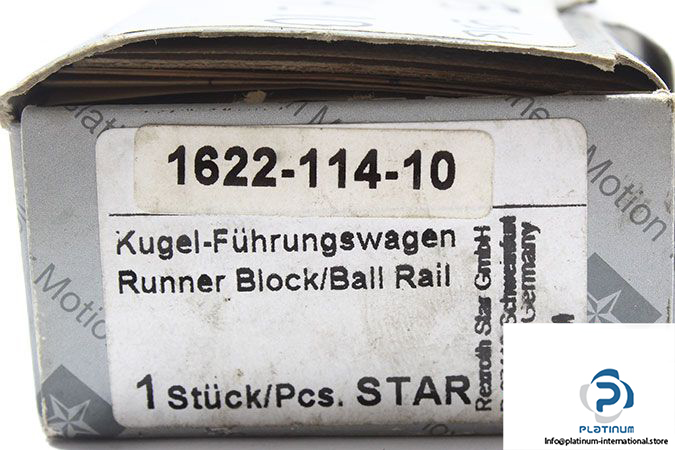 1622-114-10
Kugel-Führungswagen
Runner Block/Ball Rail
1 Stück/Pcs. STAR
Rexroth Star GmbH
Schweinfurt
Germany
Motion
Motion
PLATINUM
info@platinum-international.store